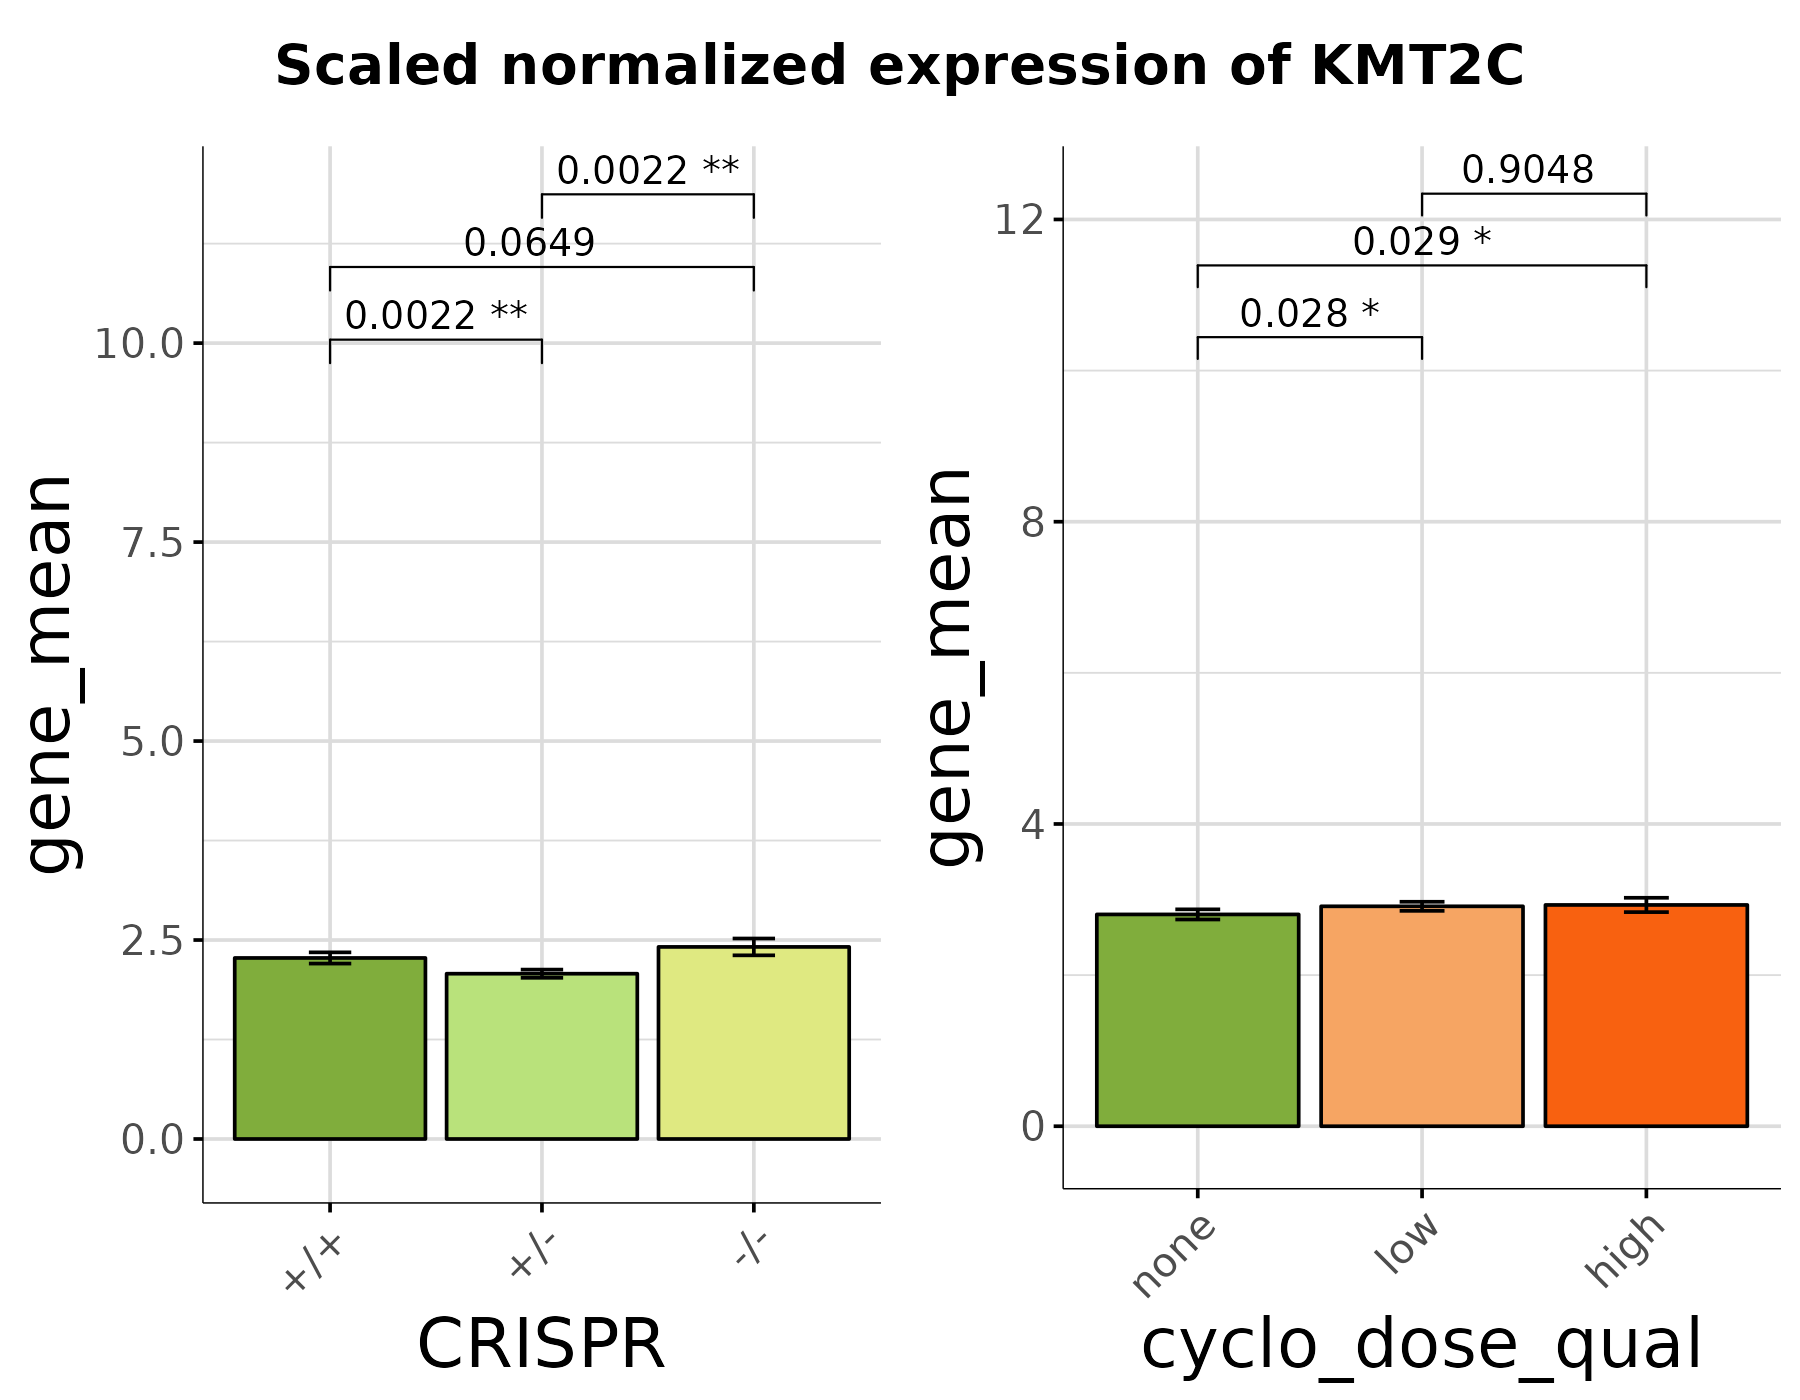 Scaled normalized expression of KMT2C
gene_mean
10.0
7.5
5.0
2.5
0.0
0.0022 **
0.0649
0.0022 **
+/+
+/-
-/-
CRISPR
gene_mean
12
8
4
0
0.9048
0.029 *
0.028 *
none
low
high
cyclo_dose_qual